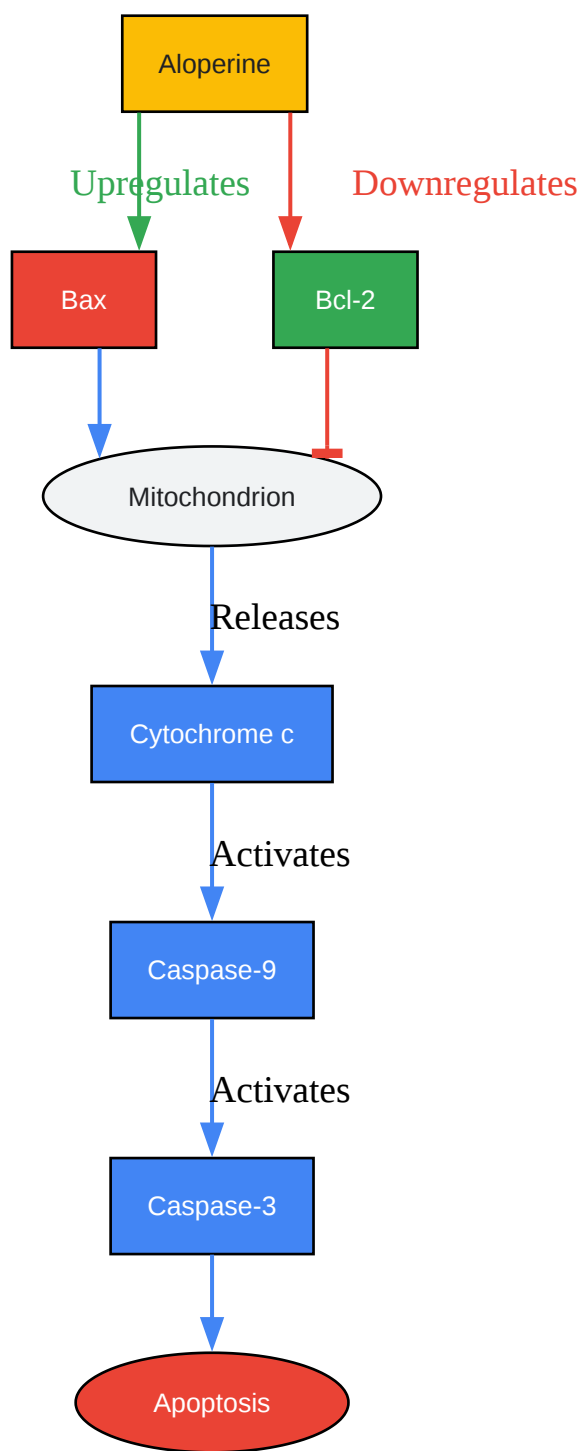 Aloperine
Upregulates
Downregulates
Bax
Bcl-2
Mitochondrion
Releases
Cytochrome c
Activates
Caspase-9
Activates
Caspase-3
Apoptosis